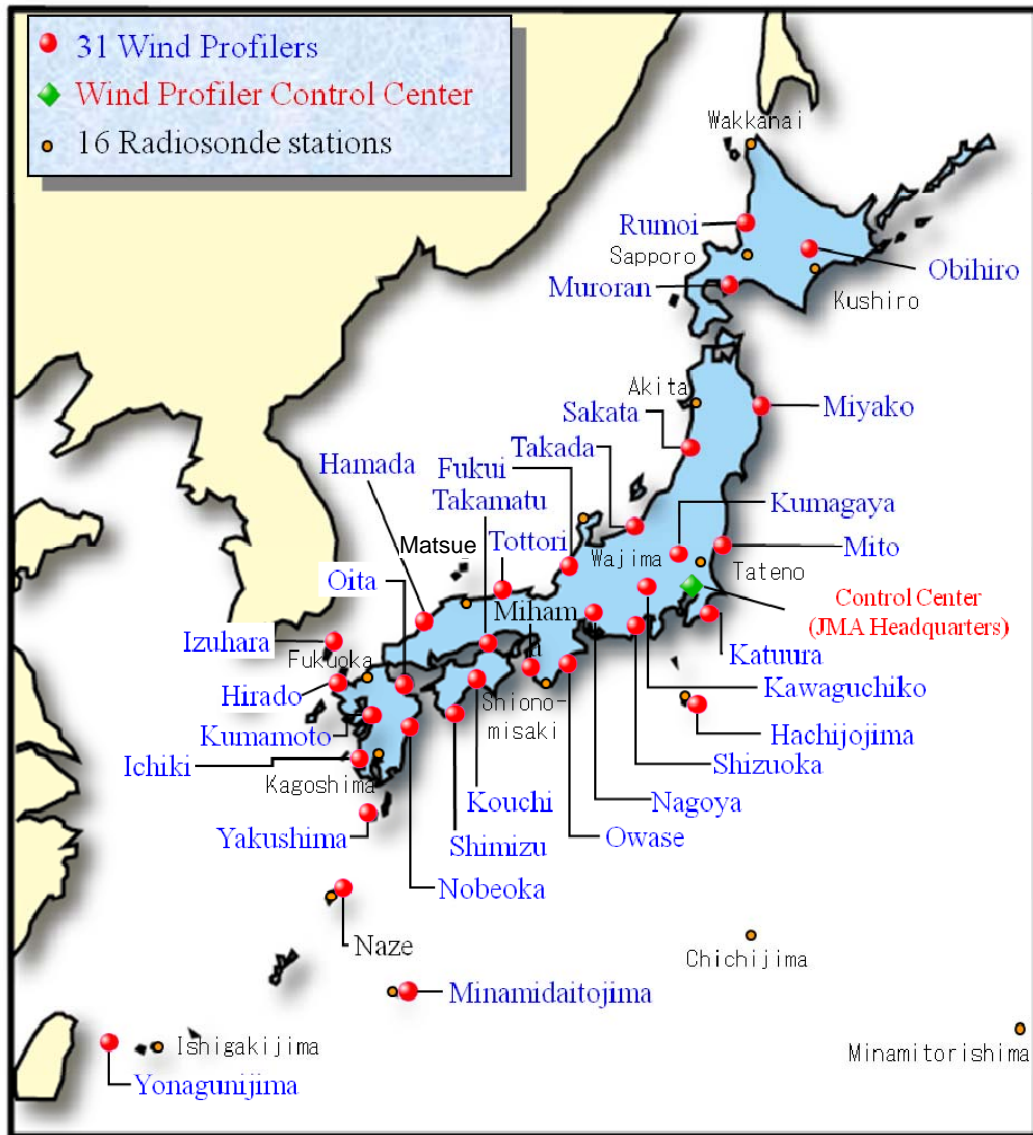 31 Wind Profilers
Wind Profiler Control Center
16 Radiosonde stations
Wakkanai
Rumoi
Sapporo
Obihiro
Muroran
Kushiro
Akita
Miyako
Sakata
Takada
Hamada
Fukui
Takamatu
Kumagaya
Matsue
Tottori
Wajima
Mito
Oita
Tateno
Miham
a
Control Center
(JMA Headquarters)
Izuhara
Fukuoka
Katuura
Hirado
Shiono-
misaki
Kawaguchiko
Kumamoto
Hachijojima
Ichiki
Kagoshima
Shizuoka
Kouchi
Nagoya
Yakushima
Shimizu
Owase
Nobeoka
Naze
Chichijima
Minamidaitojima
Ishigakijima
Minamitorishima
Yonagunijima